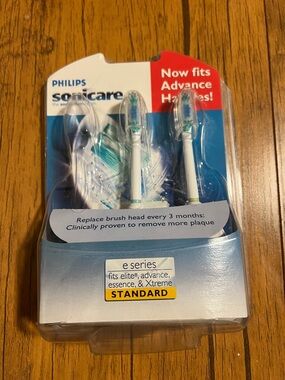 PHILIPS
sonicare
Now fits
Advance
Handles!
Replace brush head every 3 months:
Clinically proven to remove more plaque
e series
fits elite®, advance,
essence, & Xtreme
STANDARD